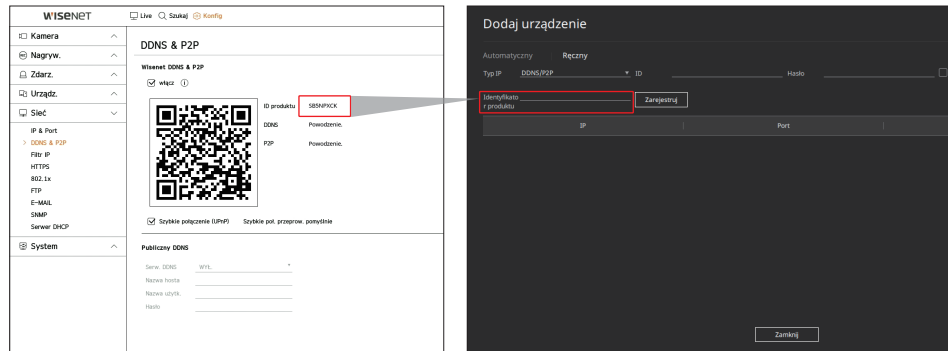 WISENET
Live Szukaj Konfig
Kamera
Nagryw.
Zdarz.
Urządz.
Sieć
IP & Port
DDNS & P2P
Filtr IP
HTTPS
802.1x
FTP
E-MAIL
SNMP
Serwer DHCP
System
DDNS & P2P
Wisenet DDNS & P2P
włącz
ID produktu SB5NPXCK
DDNS Powodzenie.
P2P Powodzenie.
Szybkie połączenie (UPnP) Szybkie poł. przeprow. pomyślnie
Publiczny DDNS
Serw. DDNS WYŁ.
Nazwa hosta
Nazwa użytk.
Hasło
Dodaj urządzenie
Automatyczny Ręczny
Typ IP DDNS/P2P ID Hasło
Identyfikato
r produktu Zarejestruj
IP Port
Zamknij